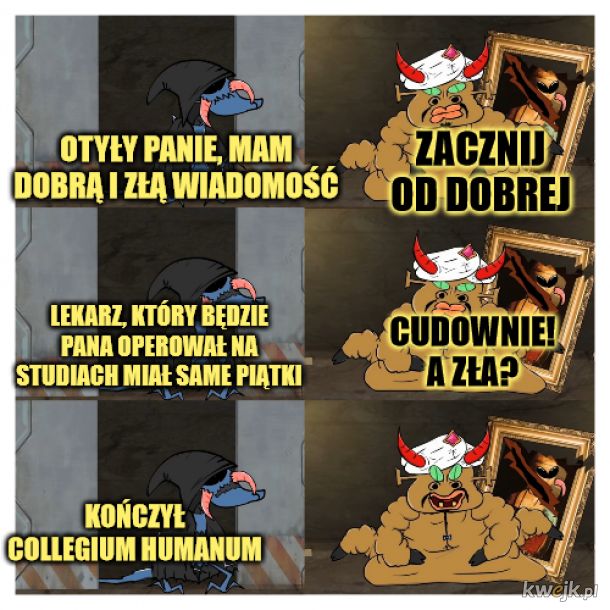 OTYŁY PANIE, MAM
DOBRĄ I ZŁĄ WIADOMOŚĆ
ZACZNIJ
OD DOBREJ
LEKARZ, KTÓRY BĘDZIE
PANA OPEROWAŁ NA
STUDIACH MIAŁ SAME PIĄTKI
CUDOWNIE!
A ZŁA?
KOŃCZYŁ
COLLEGIUM HUMANUM
kwejk.pl